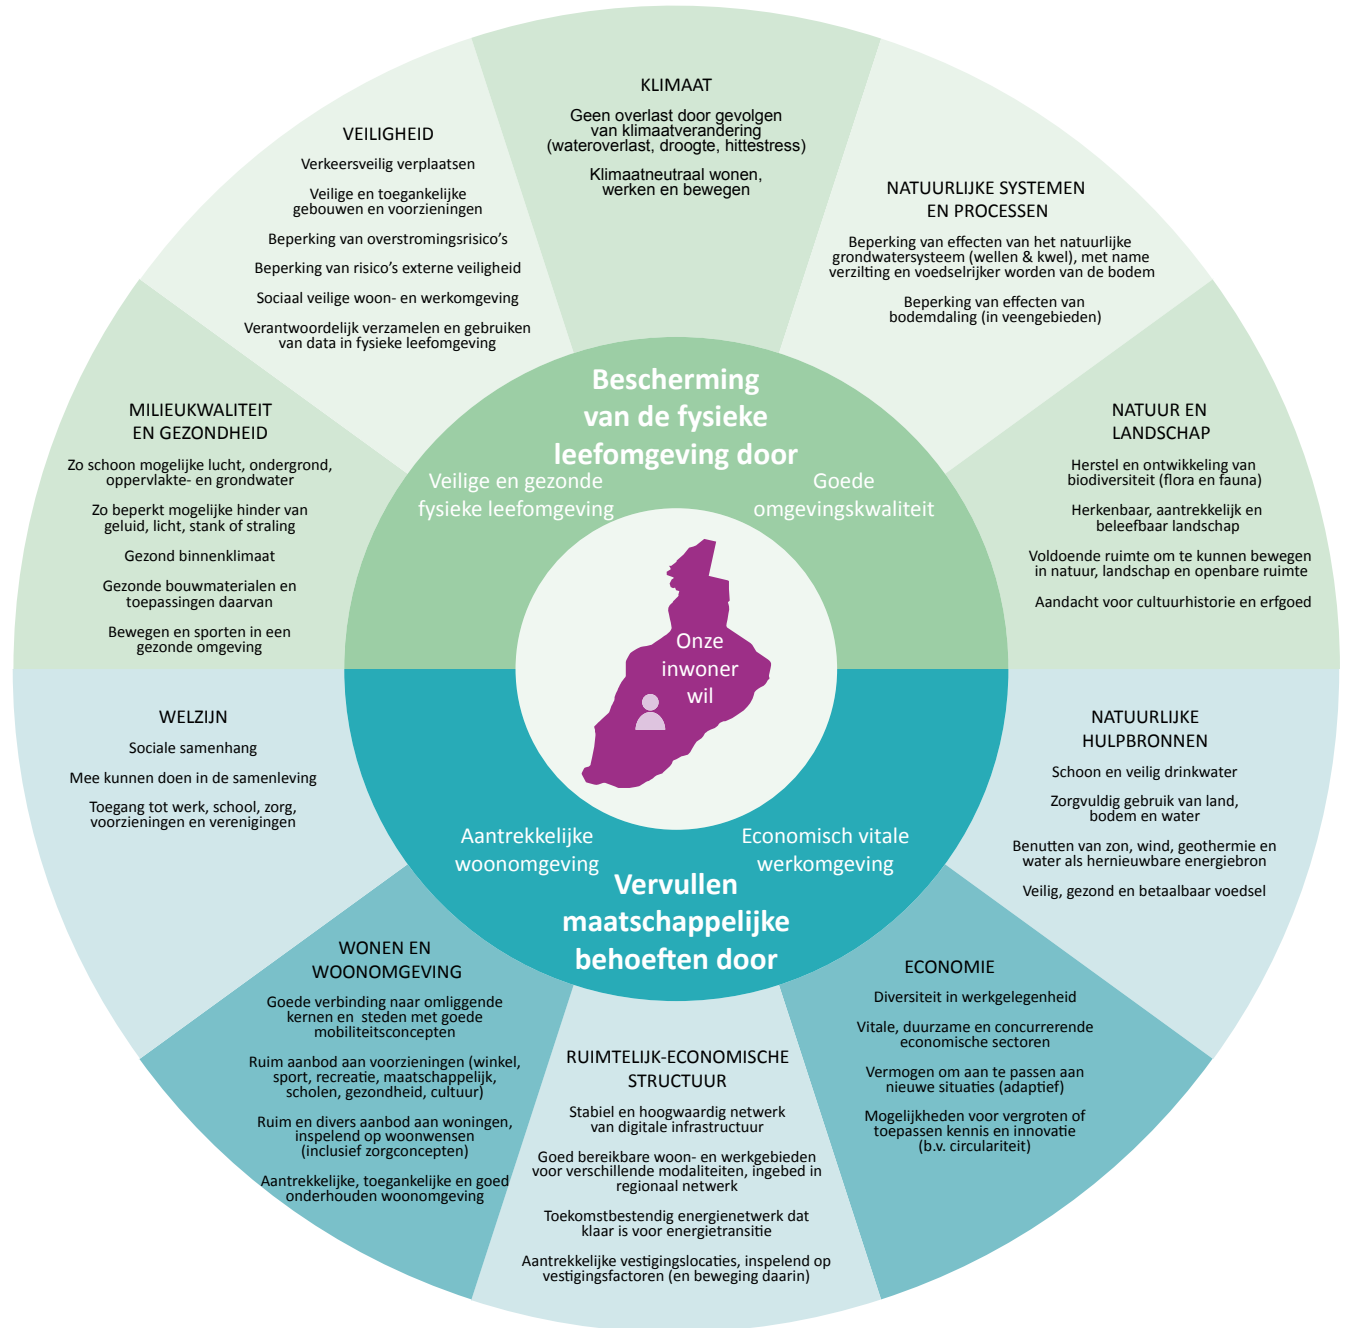 KLIMAAT
Geen overlast door gevolgen
van klimaatverandering
(wateroverlast, droogte, hittestress)
Klimaatneutraal wonen,
werken en bewegen
VEILIGHEID
Verkeersveilig verplaatsen
Veilige en toegankelijke
gebouwen en voorzieningen
Beperking van overstromingsrisico's
Beperking van risico's externe veiligheid
Sociaal veilige woon- en werkomgeving
Verantwoordelijk verzamelen en gebruiken
van data in fysieke leefomgeving
NATUURLIJKE SYSTEMEN
EN PROCESSEN
Beperking van effecten van het natuurlijke
grondwatersysteem (wellen & kwel), met name
verzilting en voedselrijker worden van de bodem
Beperking van effecten van
bodemdaling (in veengebieden)
MILIEUKWALITEIT
EN GEZONDHEID
Zo schoon mogelijke lucht, ondergrond,
oppervlakte- en grondwater
Zo beperkt mogelijke hinder van
geluid, licht, stank of straling
Gezond binnenklimaat
Gezonde bouwmaterialen en
toepassingen daarvan
Bewegen en sporten in een
gezonde omgeving
NATUUR EN
LANDSCHAP
Herstel en ontwikkeling van
biodiversiteit (flora en fauna)
Herkenbaar, aantrekkelijk en
beleefbaar landschap
Voldoende ruimte om te kunnen bewegen
in natuur, landschap en openbare ruimte
Aandacht voor cultuurhistorie en erfgoed
Bescherming
van de fysieke
leefomgeving door
Veilige en gezonde
fysieke leefomgeving
Goede
omgevingskwaliteit
Onze
inwoner
wil
Aantrekkelijke
woonomgeving
Economisch vitale
werkomgeving
Vervullen
maatschappelijke
behoeften door
WELZIJN
Sociale samenhang
Mee kunnen doen in de samenleving
Toegang tot werk, school, zorg,
voorzieningen en verenigingen
NATUURLIJKE
HULPBRONNEN
Schoon en veilig drinkwater
Zorgvuldig gebruik van land,
bodem en water
Benutten van zon, wind, geothermie en
water als hernieuwbare energiebron
Veilig, gezond en betaalbaar voedsel
WONEN EN
WOONOMGEVING
Goede verbinding naar omliggende
kernen en steden met goede
mobiliteitsconcepten
Ruim aanbod aan voorzieningen (winkel,
sport, recreatie, maatschappelijk,
scholen, gezondheid, cultuur)
Ruim en divers aanbod aan woningen,
inspelend op woonwensen
(inclusief zorgconcepten)
Aantrekkelijke, toegankelijke en goed
onderhouden woonomgeving
RUIMTELIJK-ECONOMISCHE
STRUCTUUR
Stabiel en hoogwaardig netwerk
van digitale infrastructuur
Goed bereikbare woon- en werkgebieden
voor verschillende modaliteiten, ingebed in
regionaal netwerk
Toekomstbestendig energienetwerk dat
klaar is voor energietransitie
Aantrekkelijke vestigingslocaties, inspelend op
vestigingsfactoren (en beweging daarin)
ECONOMIE
Diversiteit in werkgelegenheid
Vitale, duurzame en concurrerende
economische sectoren
Vermogen om aan te passen aan
nieuwe situaties (adaptief)
Mogelijkheden voor vergroten of
toepassen kennis en innovatie
(b.v. circulariteit)